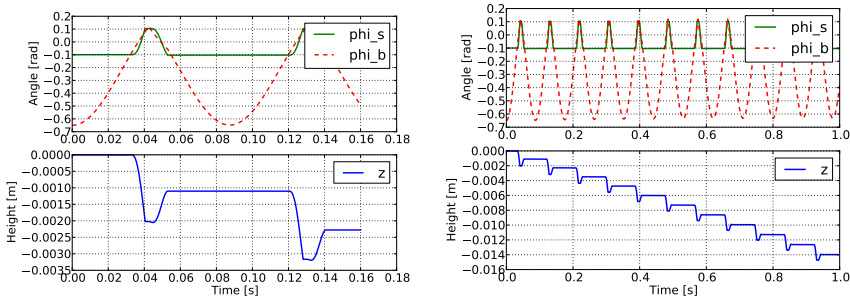 0.2
0.1
0.0
−0.1
−0.2
−0.3
−0.4
−0.5
−0.6
−0.7
Angle [rad]
phi_s
phi_b
0.00 0.02 0.04 0.06 0.08 0.10 0.12 0.14 0.16 0.18
0.0000
−0.0005
−0.0010
−0.0015
−0.0020
−0.0025
−0.0030
−0.0035
Height [m]
z
0.00 0.02 0.04 0.06 0.08 0.10 0.12 0.14 0.16 0.18
Time [s]
0.2
0.1
0.0
−0.1
−0.2
−0.3
−0.4
−0.5
−0.6
−0.7
Angle [rad]
phi_s
phi_b
0.0 0.2 0.4 0.6 0.8 1.0
0.000
−0.002
−0.004
−0.006
−0.008
−0.010
−0.012
−0.014
−0.016
Height [m]
z
0.0 0.2 0.4 0.6 0.8 1.0
Time [s]